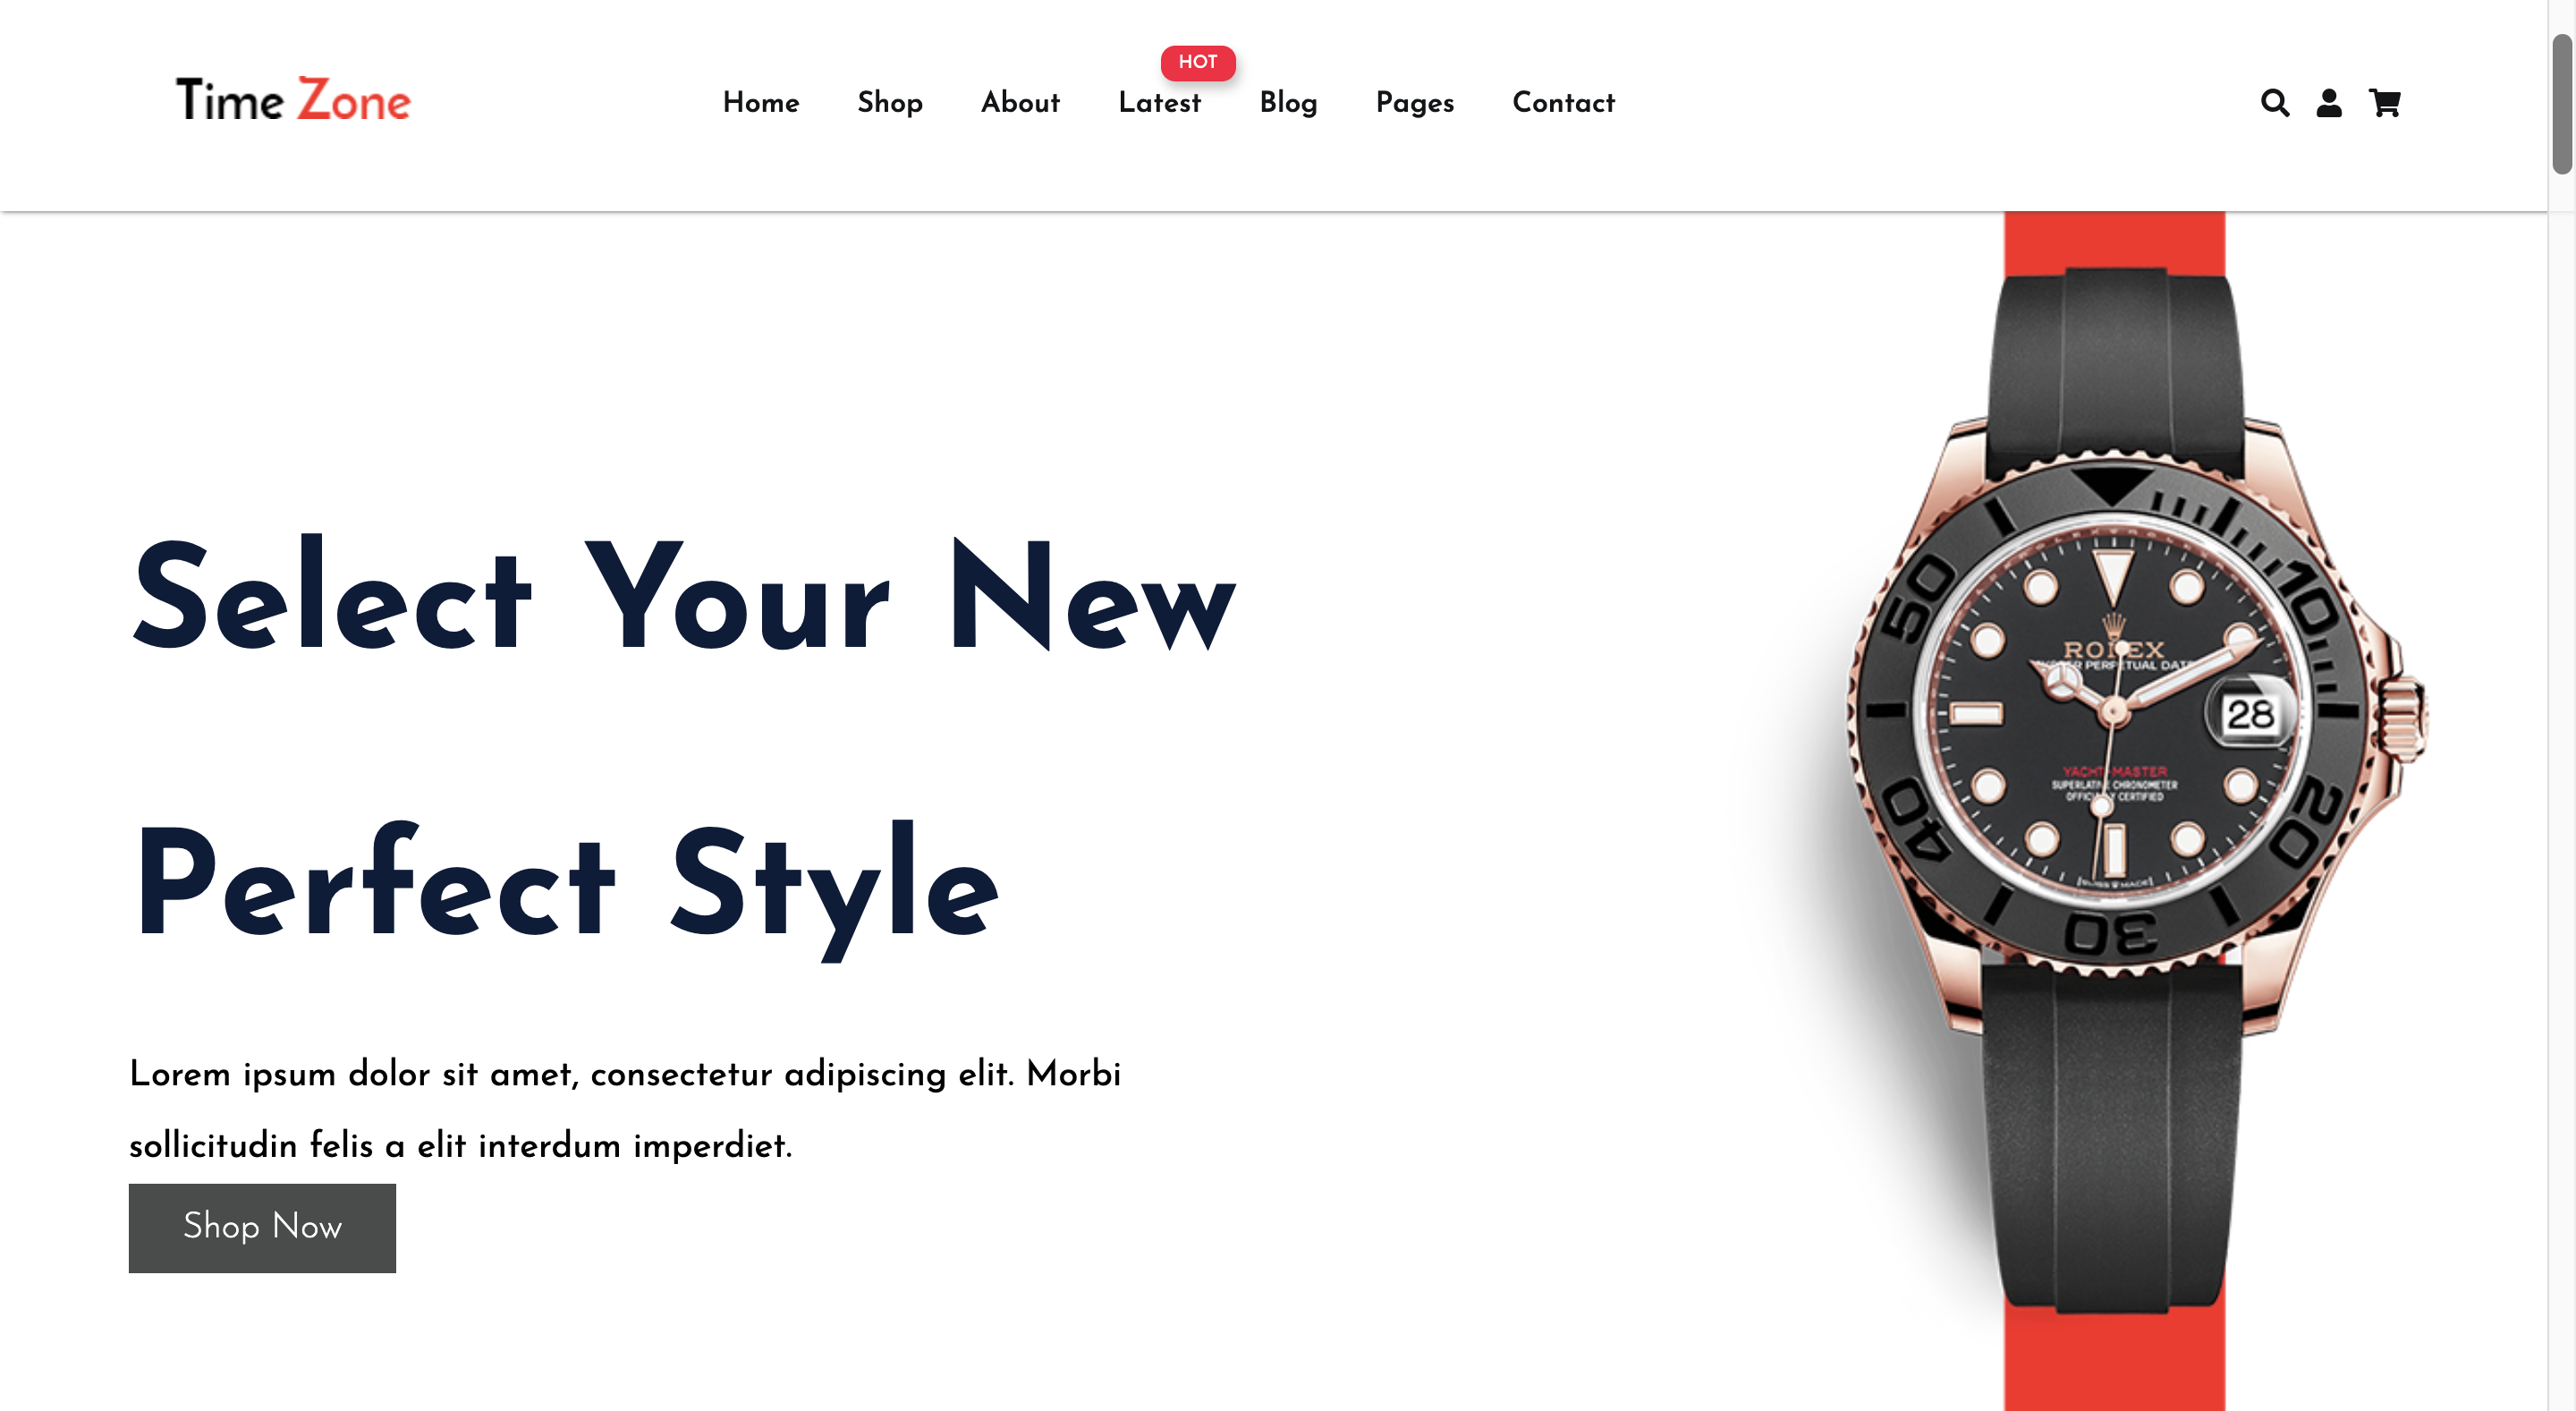 Time Zone
HOT
Home Shop About Latest Blog Pages Contact
Select Your New
Perfect Style
Lorem ipsum dolor sit amet, consectetur adipiscing elit. Morbi
sollicitudin felis a elit interdum imperdiet.
Shop Now
10
20
30
40
50
ROLEX
PERPETUAL DATE
28
YACHT-MASTER
SUPERLATIVE CHRONOMETER
OFFICIALLY CERTIFIED
SWISS MADE